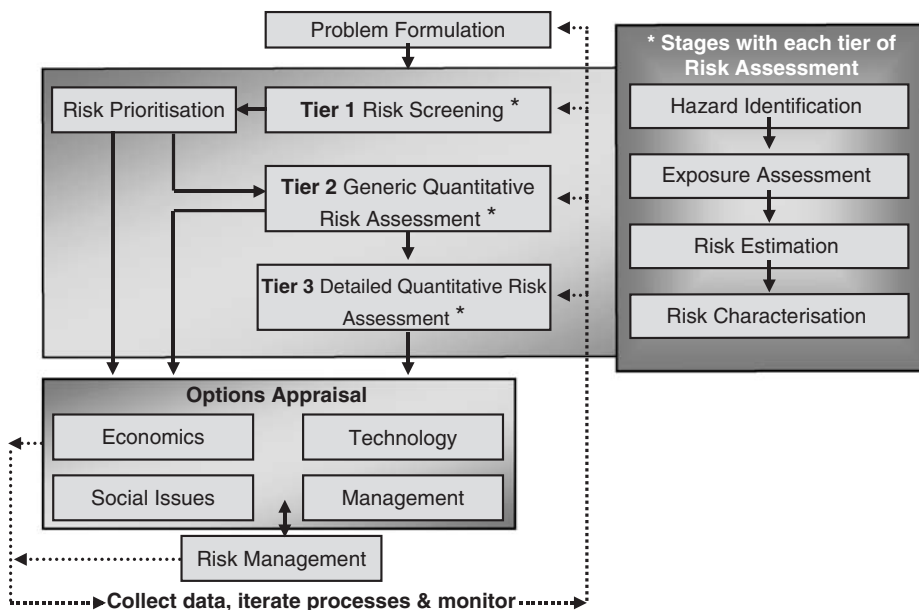 Problem Formulation
* Stages with each tier of
Risk Assessment
Risk Prioritisation
Tier 1 Risk Screening *
Hazard Identification
Tier 2 Generic Quantitative
Risk Assessment *
Exposure Assessment
Risk Estimation
Tier 3 Detailed Quantitative Risk
Assessment *
Risk Characterisation
Options Appraisal
Economics
Technology
Social Issues
Management
Risk Management
Collect data, iterate processes & monitor